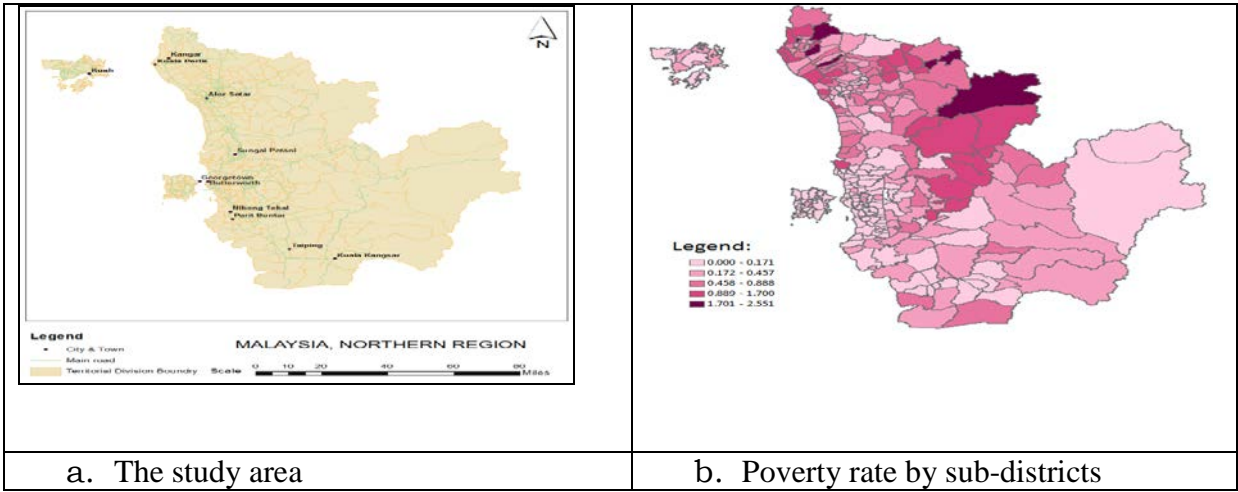 N
Kangar
Kuala Perlis
Kuah
Alor Setar
Sungai Petani
Georgetown
Butterworth
Nibong Tebal
Parit Buntar
Taiping
Kuala Kangsar
Legend
City & Town
Main road
Territorial Division Boundry
MALAYSIA, NORTHERN REGION
Scale 0 10 20 40 60 80 Miles
a. The study area
Legend:
0.000 - 0.171
0.172 - 0.457
0.458 - 0.888
0.889 - 1.700
1.701 - 2.551
b. Poverty rate by sub-districts